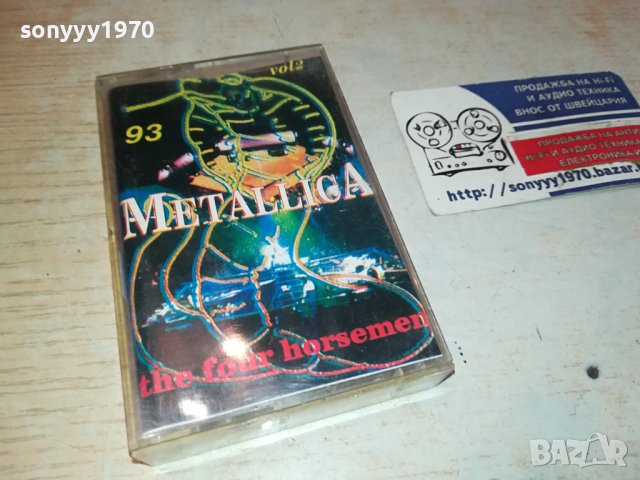 sonyyy1970
vol2
93
METALLICA
the four horsemen
ПРОДАЖБА НА Hi-Fi
И АУДИО ТЕХНИКА
ВНОС ОТ ШВЕЙЦАРИЯ
ПРОДАЖБА НА АНТИ
HI-FI И АУДИО ТЕХНИК
ЕЛЕКТРОНИКА
http://sonyyy1970.bazar.
BAZAR
bg